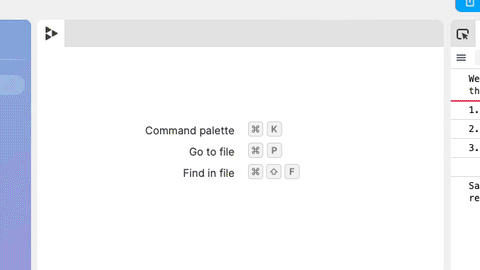 Command palette ⌘ K
Go to file ⌘ P
Find in file ⌘ ⇧ F
We
th
1.
2.
3.
Sa
re